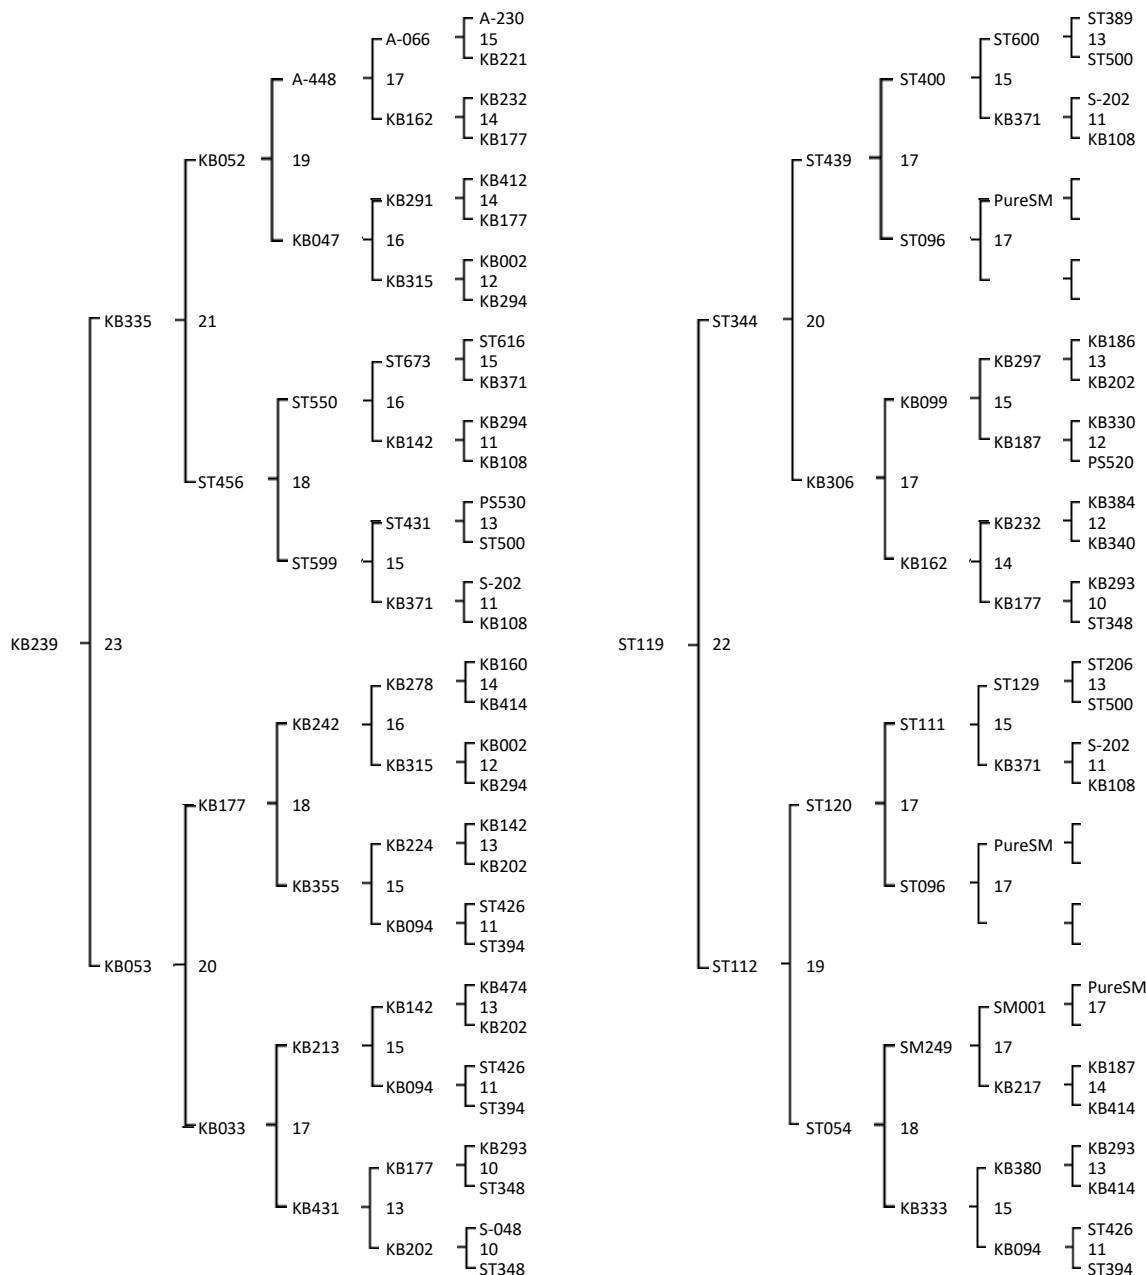 A-230
A-066 15
KB221
A-448 17
KB232
KB162 14
KB177
KB052 19
KB412
KB291 14
KB177
KB047 16
KB002
KB315 12
KB294
KB335 21
ST616
ST673 15
KB371
ST550 16
KB294
KB142 11
KB108
ST456 18
PS530
ST431 13
ST500
ST599 15
S-202
KB371 11
KB108
KB239 23
KB160
KB278 14
KB414
KB242 16
KB002
KB315 12
KB294
KB177 18
KB142
KB224 13
KB202
KB355 15
ST426
KB094 11
ST394
KB053 20
KB474
KB142 13
KB202
KB213 15
ST426
KB094 11
ST394
KB033 17
KB293
KB177 10
ST348
KB431 13
S-048
KB202 10
ST348
ST389
ST600 13
ST500
ST400 15
S-202
KB371 11
KB108
ST439 17
PureSM
ST096 17
ST344 20
KB186
KB297 13
KB202
KB099 15
KB330
KB187 12
PS520
KB306 17
KB384
KB232 12
KB340
KB162 14
KB293
KB177 10
ST348
ST119 22
ST206
ST129 13
ST500
ST111 15
S-202
KB371 11
KB108
ST120 17
PureSM
ST096 17
ST112 19
PureSM
SM001 17
SM249 17
KB187
KB217 14
KB414
ST054 18
KB293
KB380 13
KB414
KB333 15
ST426
KB094 11
ST394